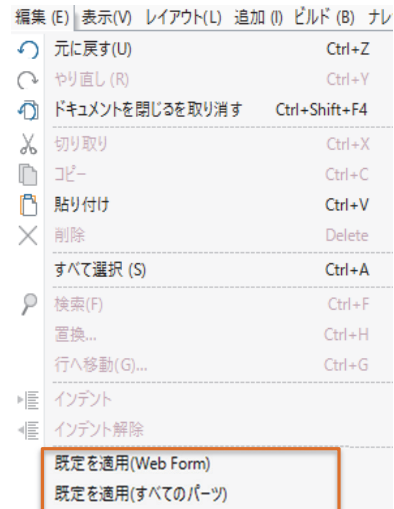 編集 (E) 表示(V) レイアウト(L) 追加 (I) ビルド (B) ナレ
元に戻す(U) Ctrl+Z
やり直し (R) Ctrl+Y
ドキュメントを閉じるを取り消す Ctrl+Shift+F4
切り取り Ctrl+X
コピー Ctrl+C
貼り付け Ctrl+V
削除 Delete
すべて選択 (S) Ctrl+A
検索(F) Ctrl+F
置換... Ctrl+H
行へ移動(G)... Ctrl+G
インデント
インデント解除
既定を適用(Web Form)
既定を適用(すべてのパーツ)